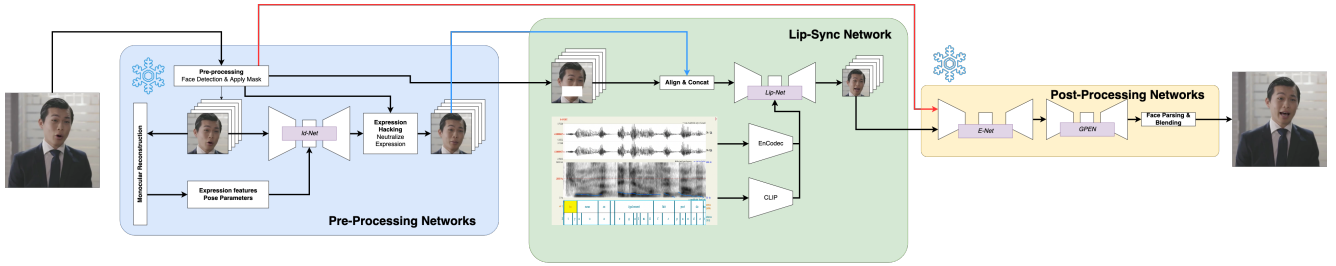 Lip-Sync Network
Pre-processing
Face Detection & Apply Mask
Align & Concat
Lip-Net
Post-Processing Networks
Monocular Reconstruction
Id-Net
Expression
Hacking
Neutralize
Expression
E-Net
GPEN
Face Parsing &
Blending
EnCodec
Expression features
Pose Parameters
CLIP
Pre-Processing Networks